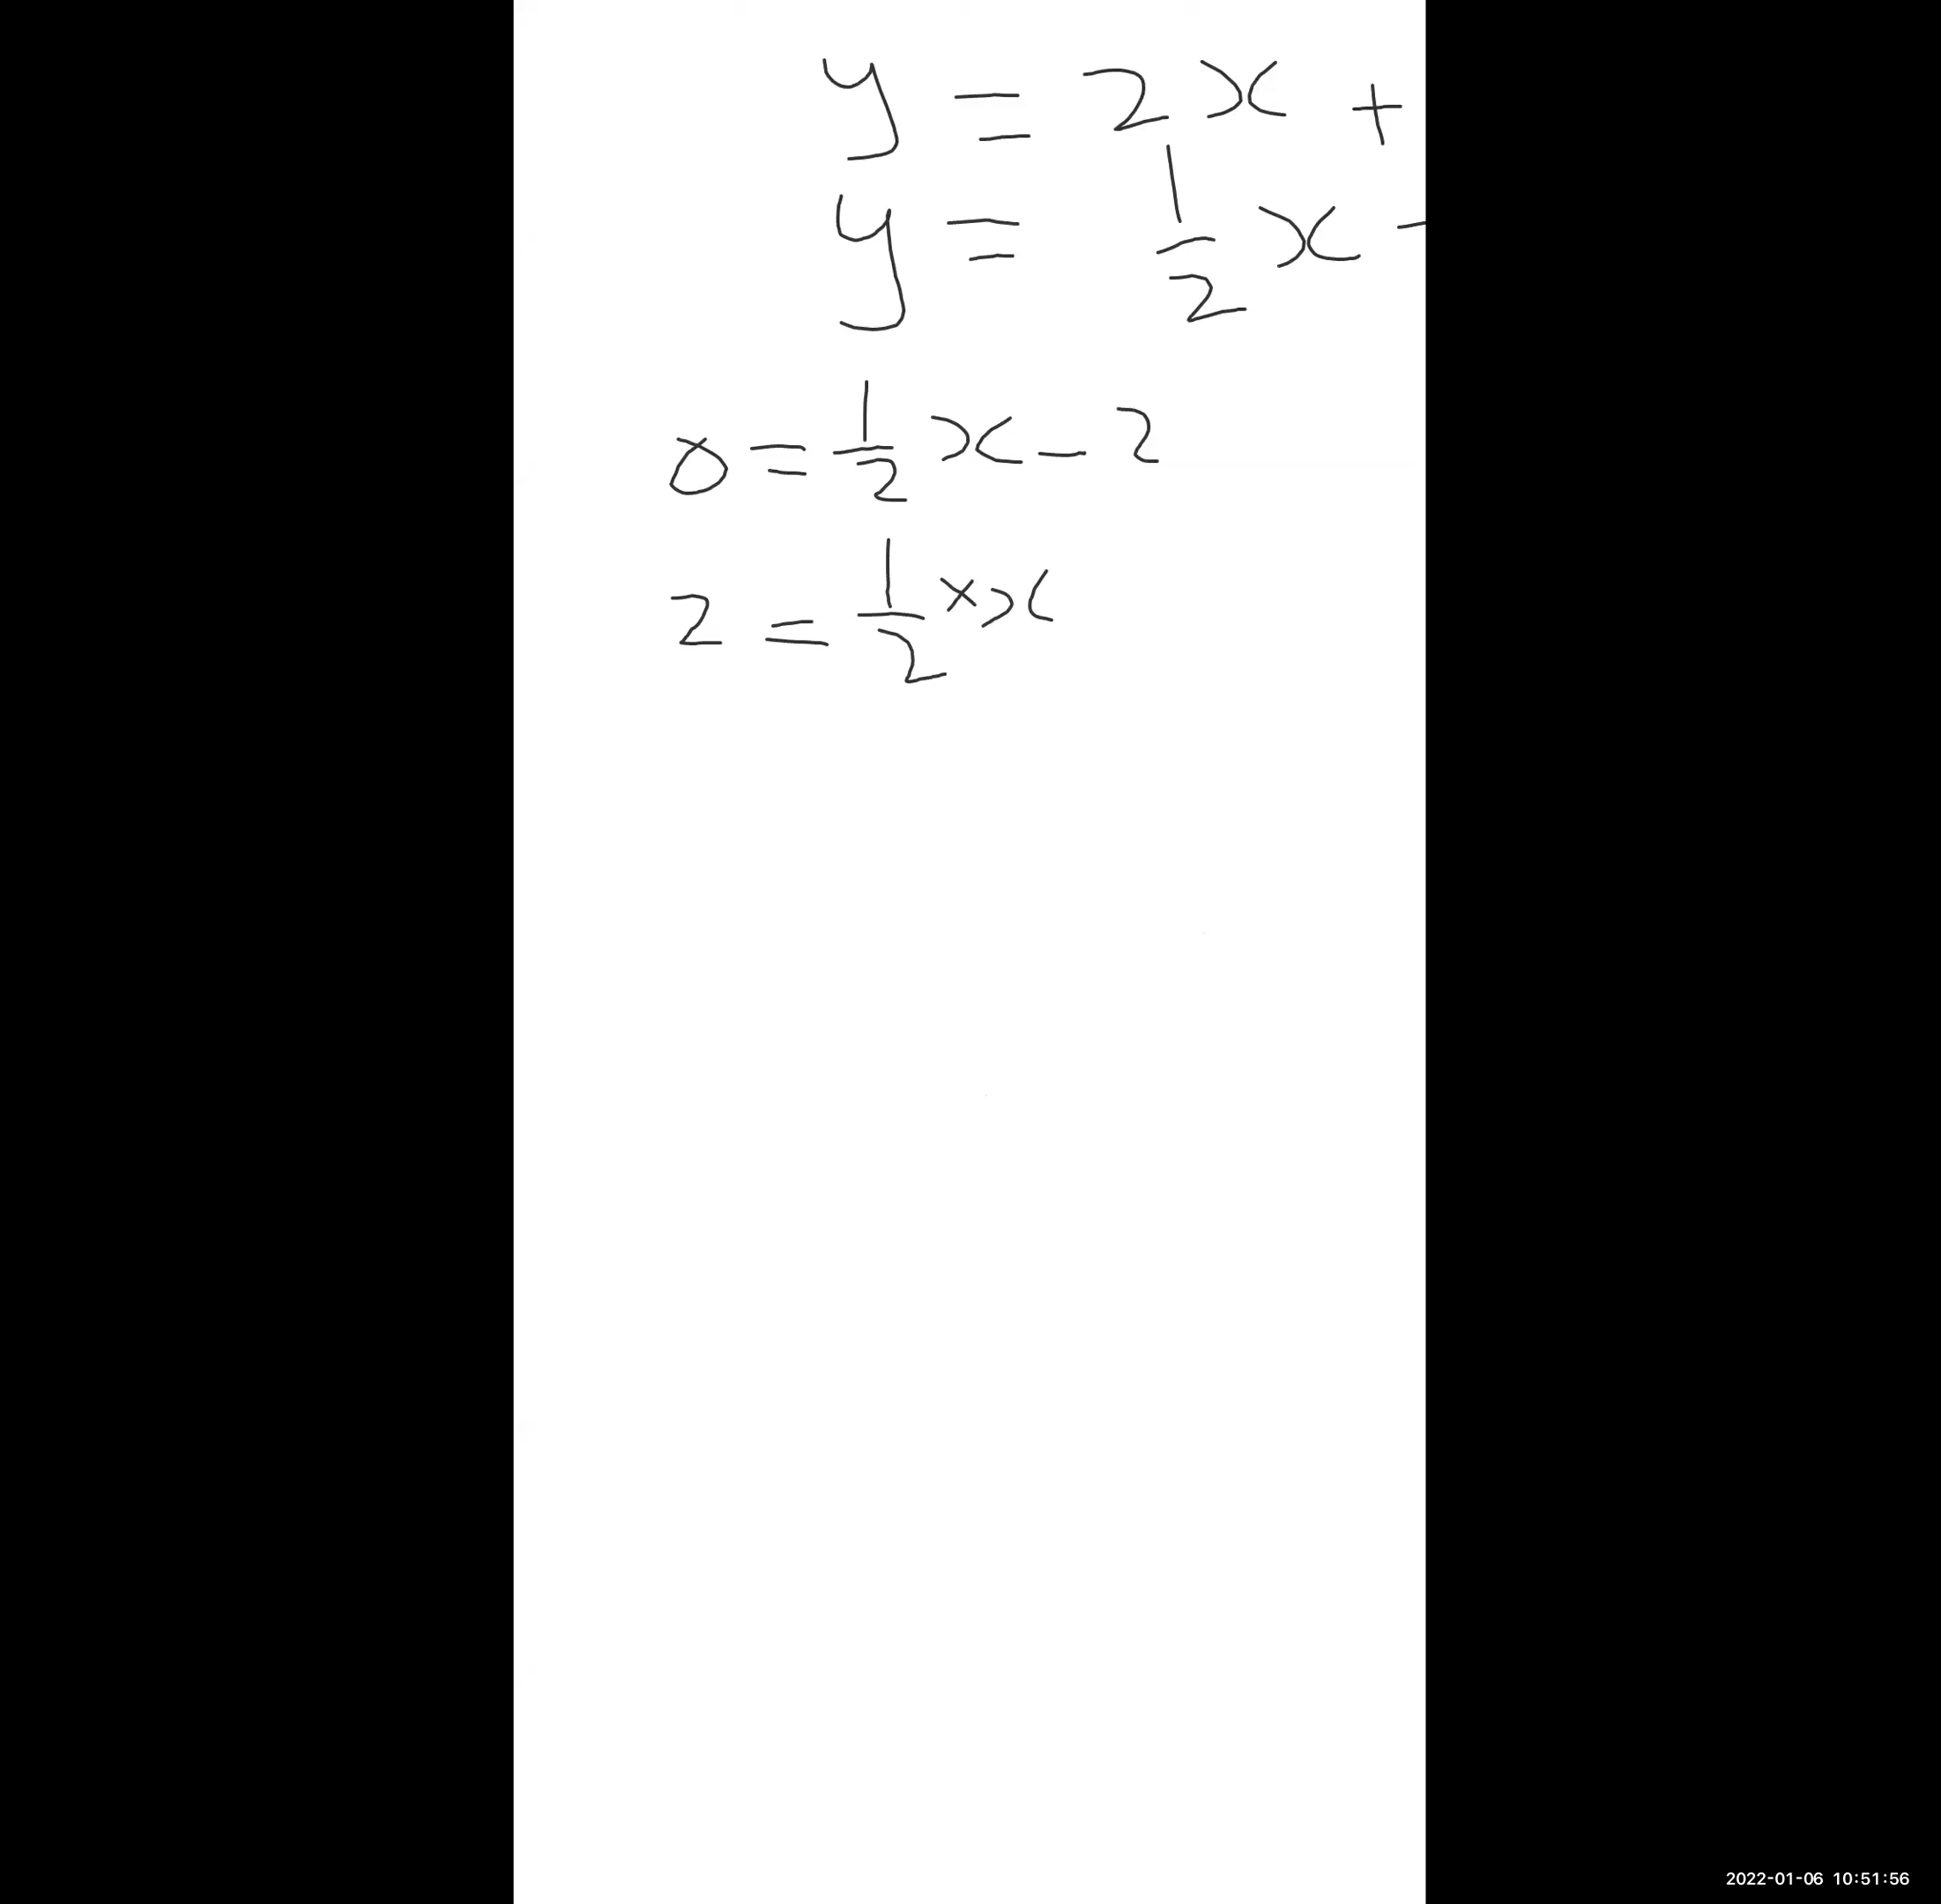 y = 2x +
y = 1/2 x -
0 = 1/2 x - 2
2 = 1/2 × x
2022-01-06 10:51:56